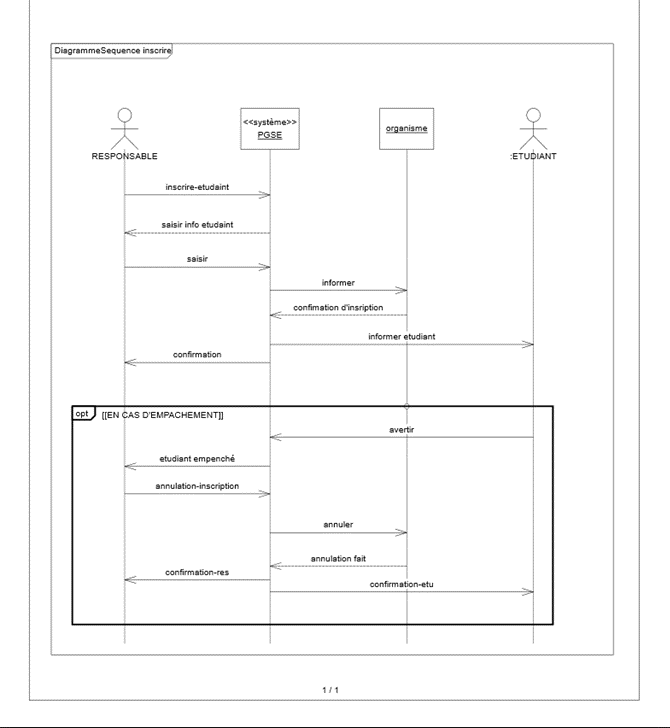 DiagrammeSequence inscrire
<<système>>
PGSE
organisme
RESPONSABLE
:ETUDIANT
inscrire-etudaint
saisir info etudaint
saisir
informer
confimation d'insription
informer etudiant
confirmation
opt
[[EN CAS D'EMPACHEMENT]]
avertir
etudiant empenché
annulation-inscription
annuler
annulation fait
confirmation-res
confirmation-etu
1 / 1